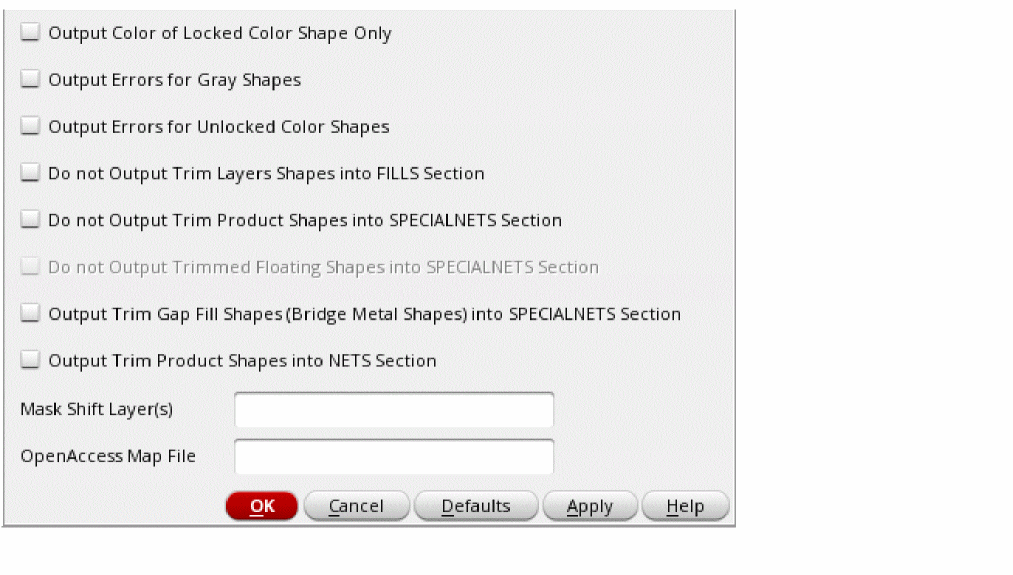 Output Color of Locked Color Shape Only
Output Errors for Gray Shapes
Output Errors for Unlocked Color Shapes
Do not Output Trim Layers Shapes into FILLS Section
Do not Output Trim Product Shapes into SPECIALNETS Section
Do not Output Trimmed Floating Shapes into SPECIALNETS Section
Output Trim Gap Fill Shapes (Bridge Metal Shapes) into SPECIALNETS Section
Output Trim Product Shapes into NETS Section
Mask Shift Layer(s)
OpenAccess Map File
OK Cancel Defaults Apply Help